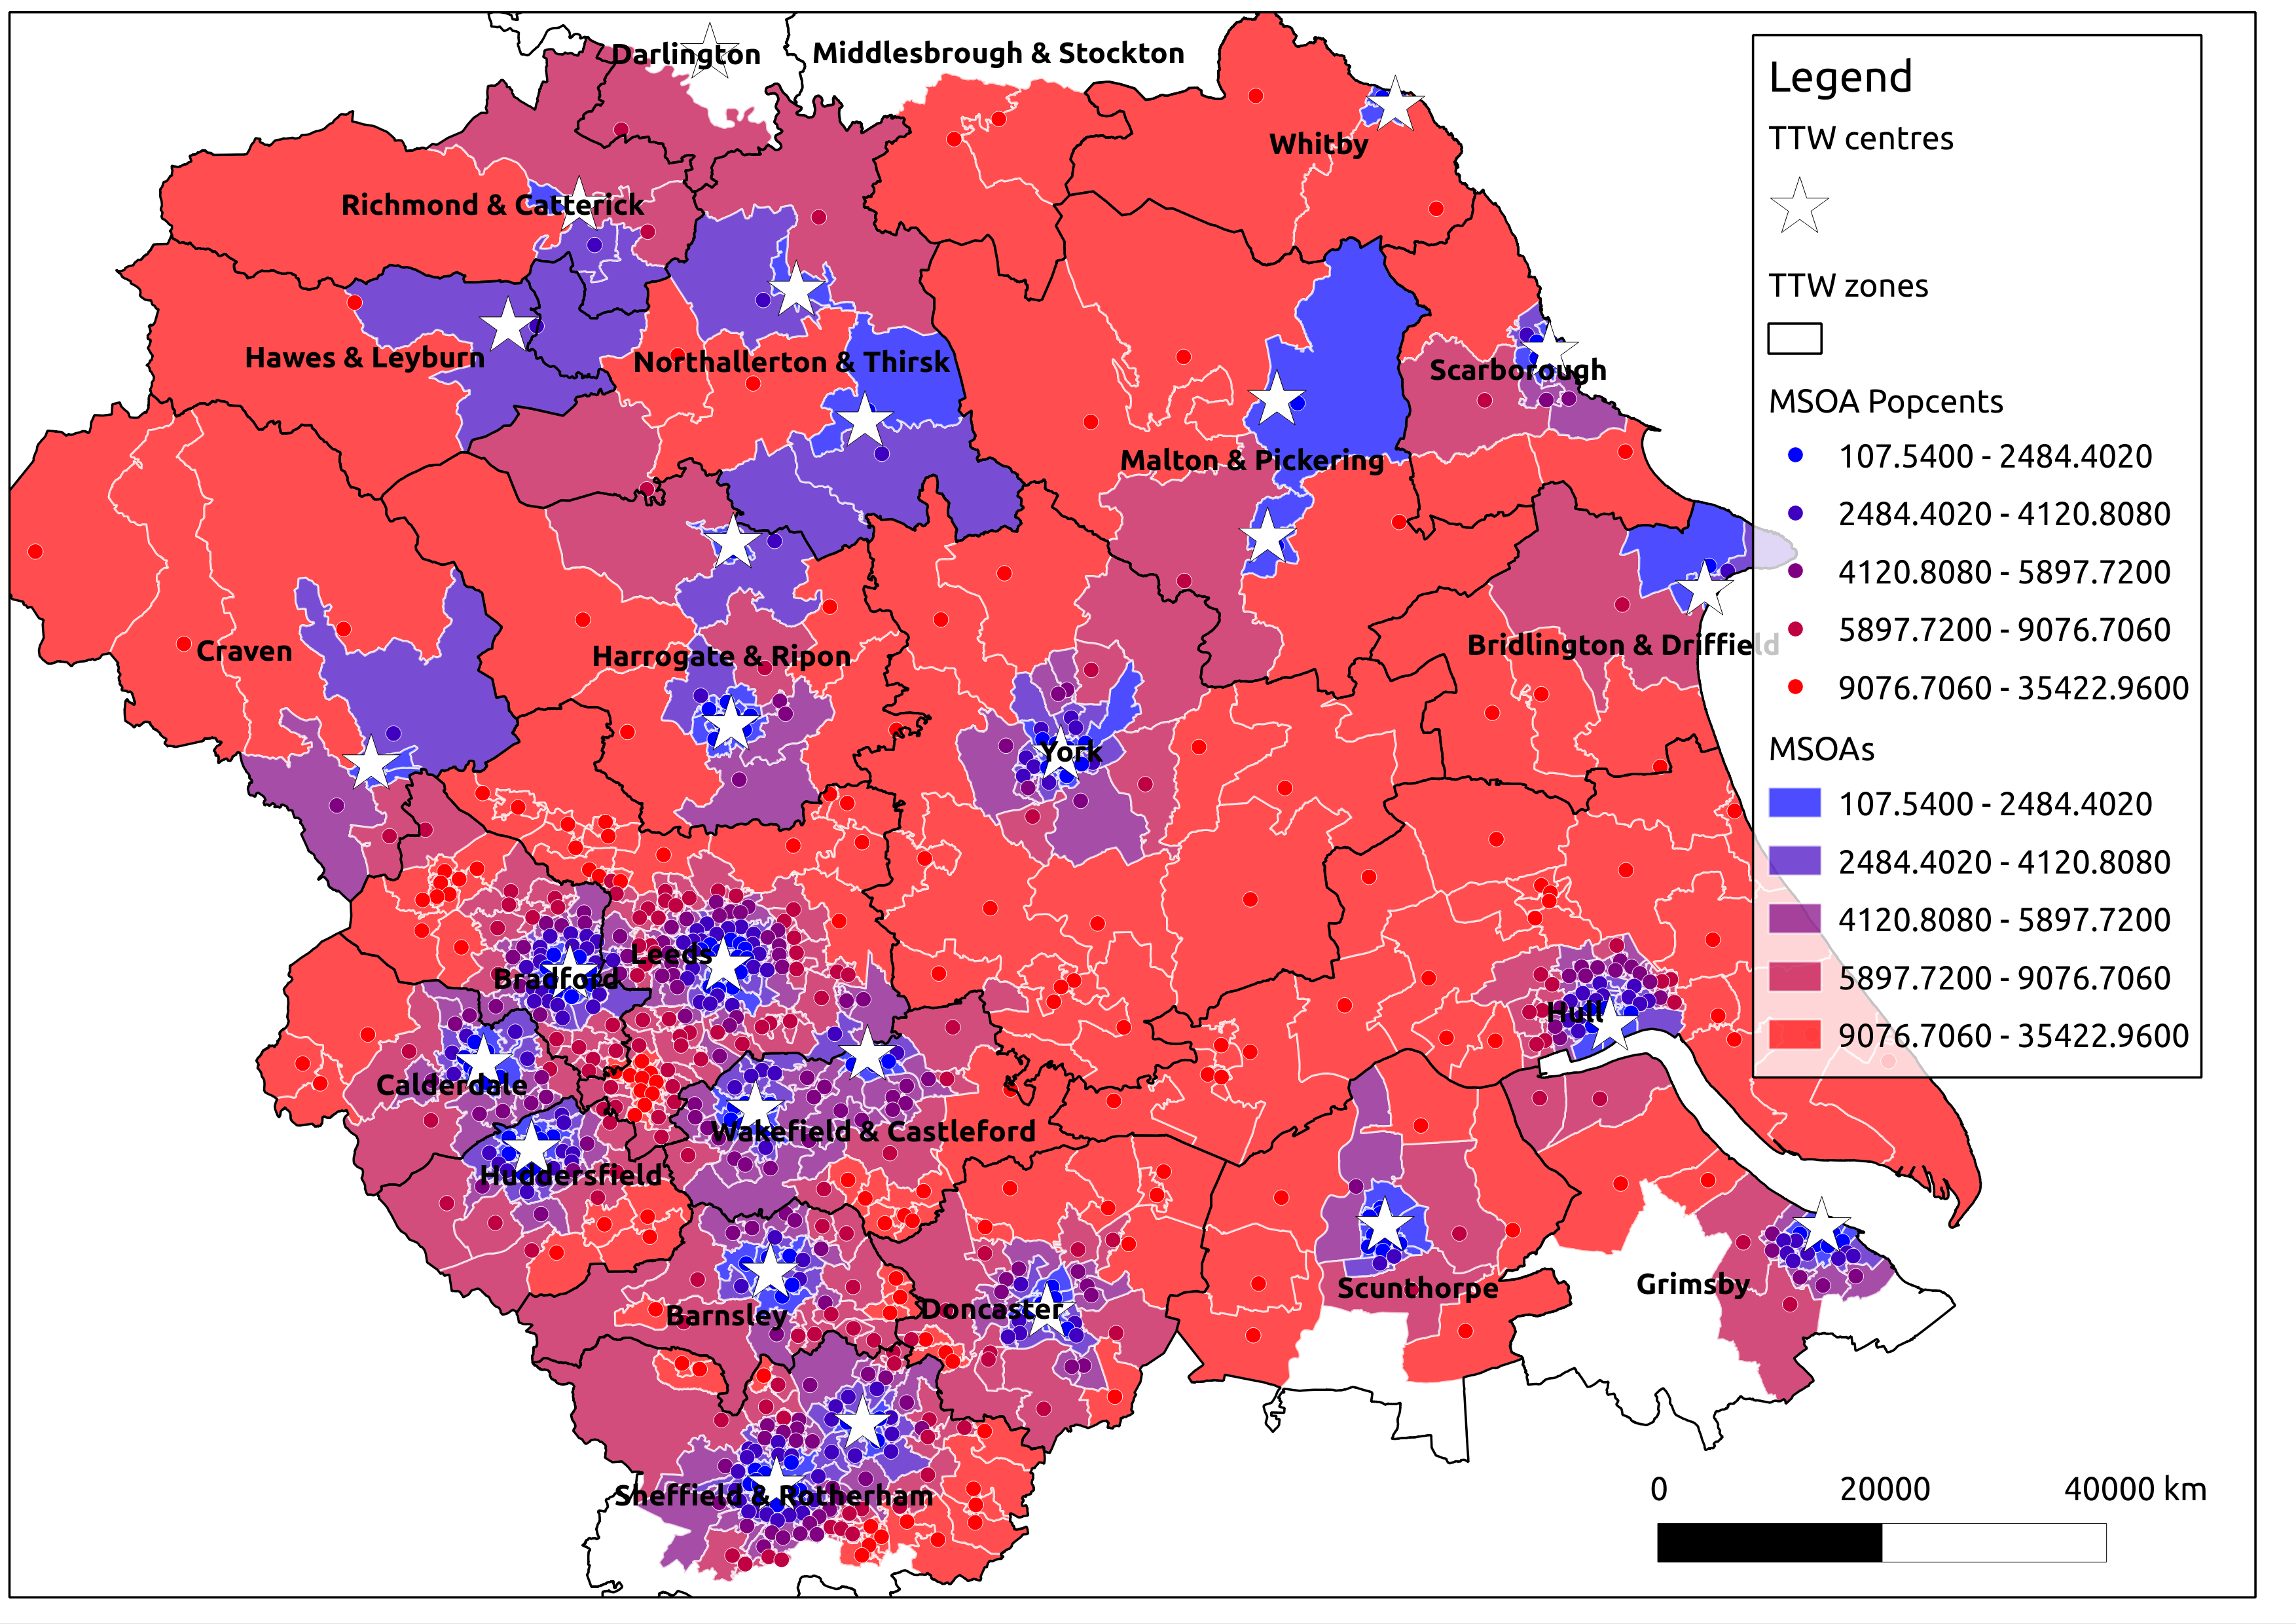 Darlington
Middlesbrough & Stockton
Whitby
Richmond & Catterick
Hawes & Leyburn
Northallerton & Thirsk
Scarborough
Malton & Pickering
Craven
Harrogate & Ripon
Bridlington & Driffield
York
Leeds
Bradford
Hull
Calderdale
Wakefield & Castleford
Huddersfield
Barnsley
Doncaster
Scunthorpe
Grimsby
Sheffield & Rotherham
Legend
TTW centres
TTW zones
MSOA Popcents
107.5400 - 2484.4020
2484.4020 - 4120.8080
4120.8080 - 5897.7200
5897.7200 - 9076.7060
9076.7060 - 35422.9600
MSOAs
107.5400 - 2484.4020
2484.4020 - 4120.8080
4120.8080 - 5897.7200
5897.7200 - 9076.7060
9076.7060 - 35422.9600
0 20000 40000 km